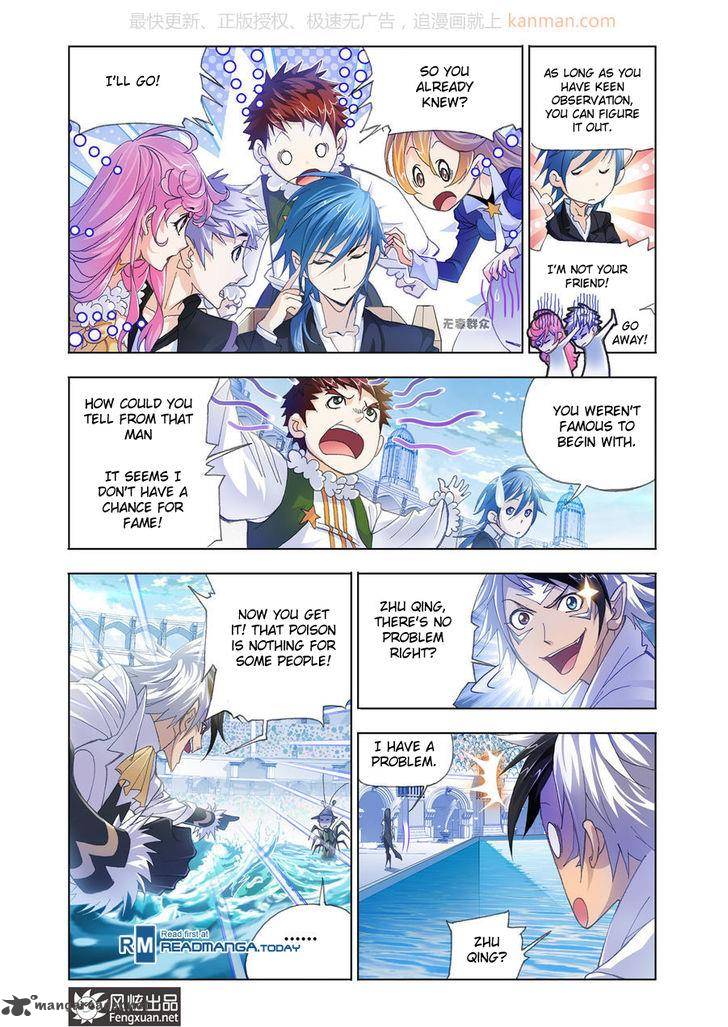 最快更新、正版授权、极速无广告，追漫画就上 kanman.com
I'LL GO!
SO YOU
ALREADY
KNEW?
无辜群众
AS LONG AS YOU
HAVE KEEN
OBSERVATION,
YOU CAN FIGURE
IT OUT.
I'M NOT YOUR
FRIEND!
GO
AWAY!
HOW COULD YOU
TELL FROM THAT
MAN
IT SEEMS I
DON'T HAVE A
CHANCE FOR
FAME!
YOU WEREN'T
FAMOUS TO
BEGIN WITH.
NOW YOU GET
IT! THAT POISON
IS NOTHING FOR
SOME PEOPLE!
......
ZHU QING,
THERE'S NO
PROBLEM
RIGHT?
I HAVE A
PROBLEM.
ZHU
QING?
RM Read first at
READMANGA.TODAY
风炫出品
Fengxuan.net